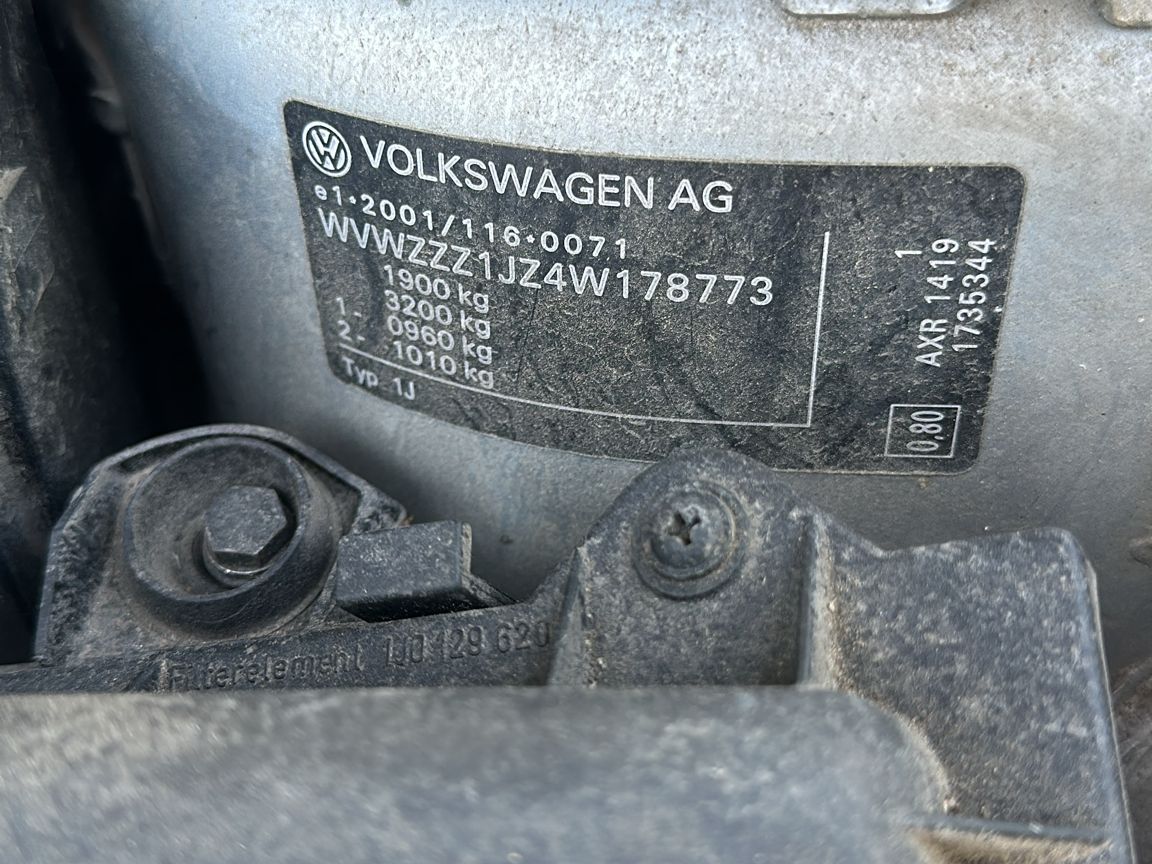 VOLKSWAGEN AG
e1*2001/116*0071
WVWZZZ1JZ4W178773
1900 kg
3200 kg
1- 0960 kg
2- 1010 kg
Typ 1J
1
AXR 1419
1735344
0,80
Filterelement 1J0 129 620